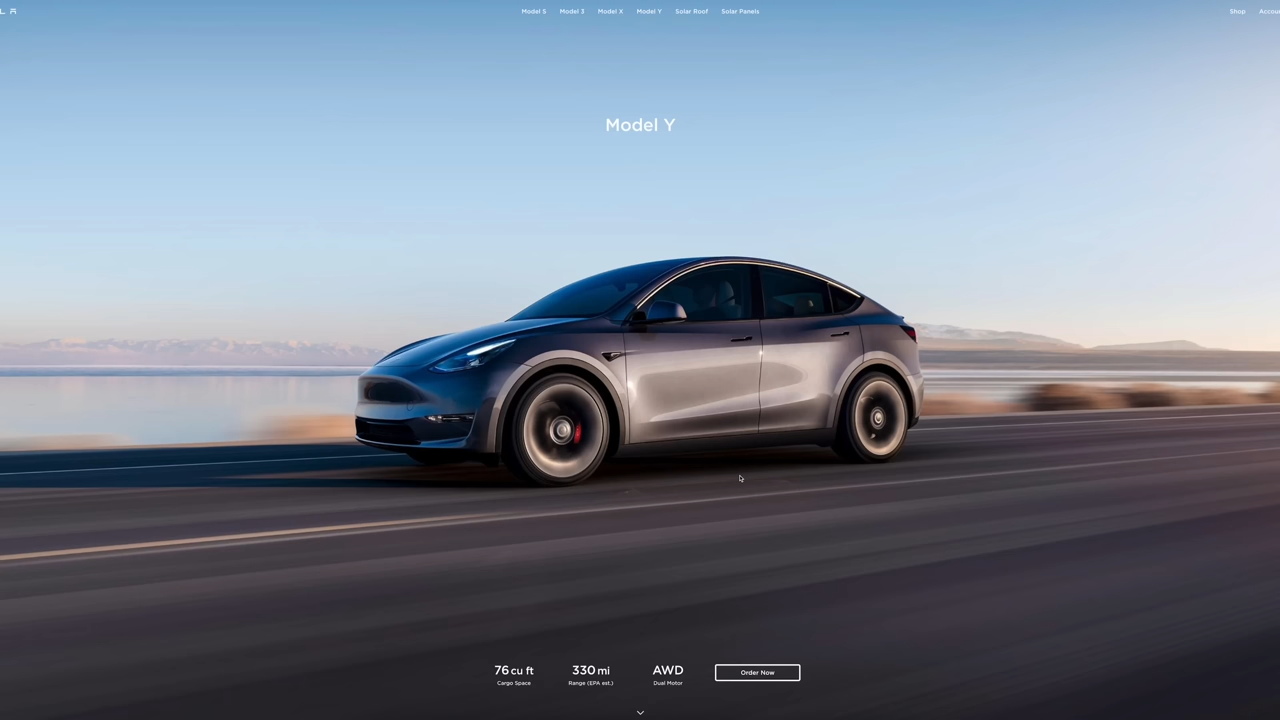 Model S Model 3 Model X Model Y Solar Roof Solar Panels Shop
Model Y
76 cu ft 330 mi AWD Order Now
Cargo Space Range (EPA est.) Dual Motor